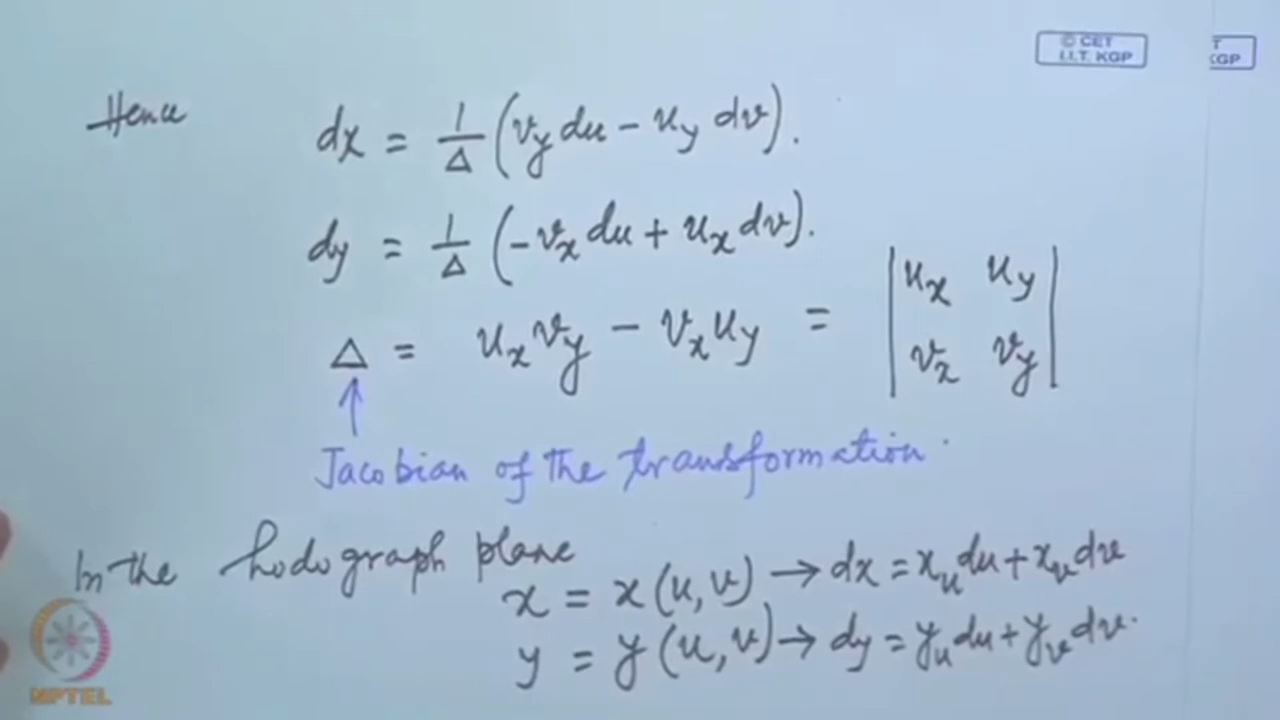 © CET
I.I.T. KGP
T
KGP
Hence dx = 1/Δ (v_y du − u_y dv).
dy = 1/Δ (−v_x du + u_x dv).
Δ = u_x v_y − v_x u_y = | u_x u_y |
| v_x v_y |
↑
Jacobian of the transformation.
In the hodograph plane
x = x(u, v) → dx = x_u du + x_v dv
y = y(u, v) → dy = y_u du + y_v dv.
NPTEL